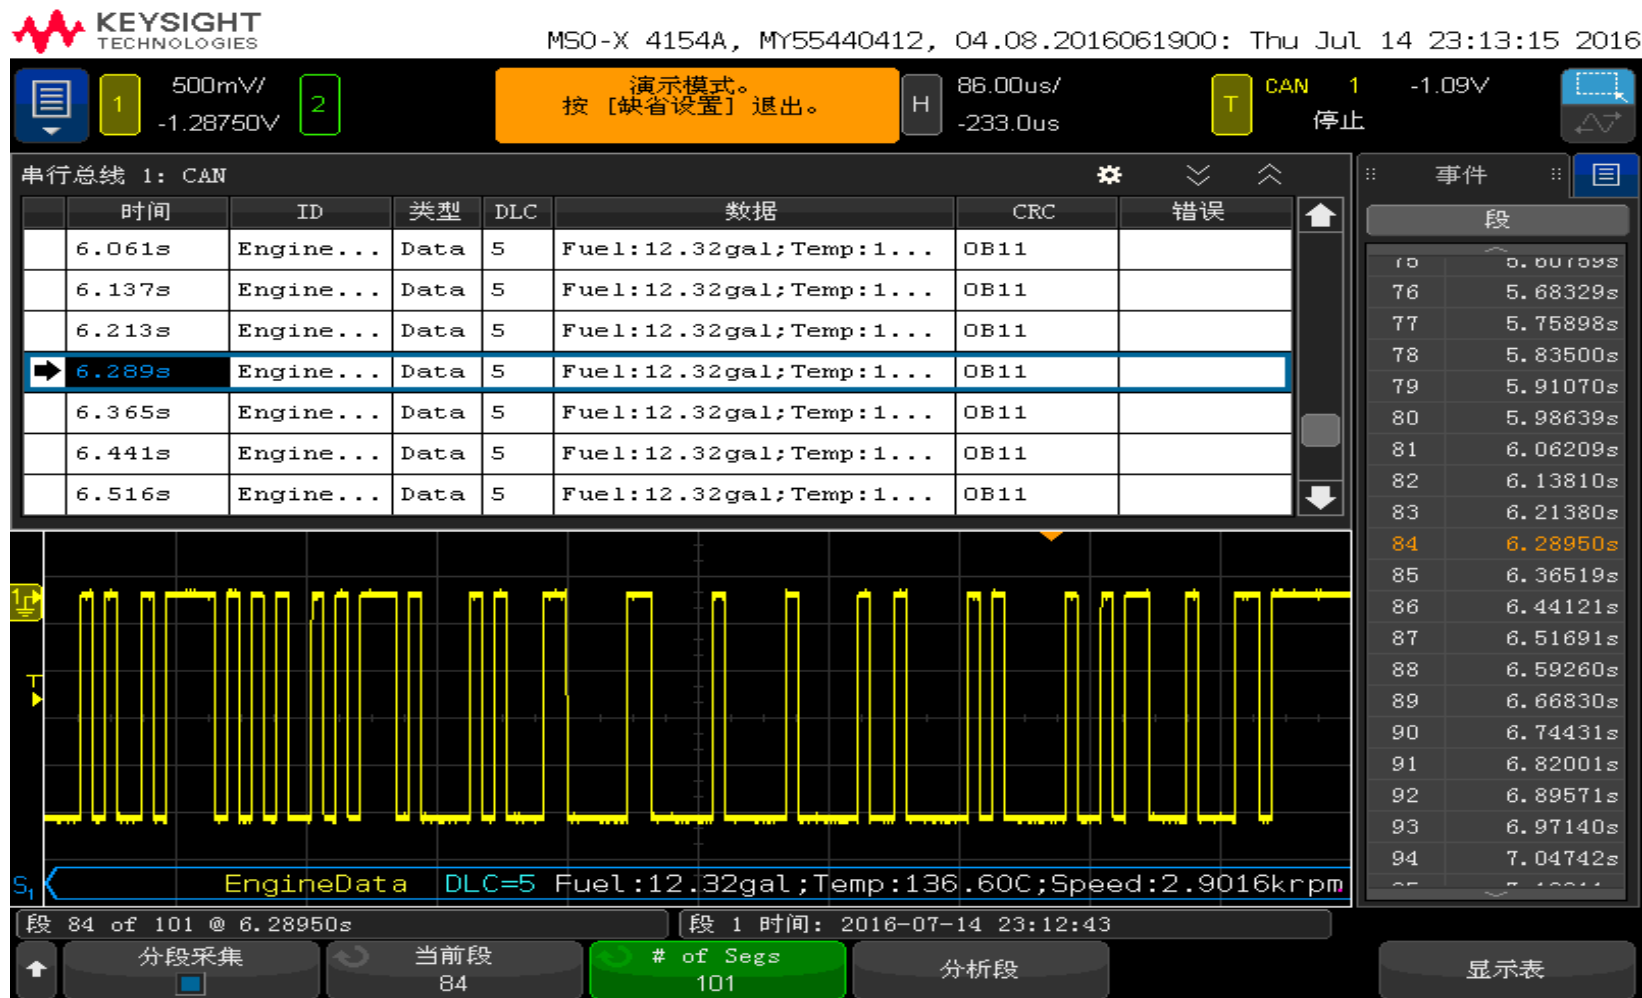 KEYSIGHT
TECHNOLOGIES
MSO-X 4154A, MY55440412, 04.08.2016061900: Thu Jul 14 23:13:15 2016
1 500mV/ -1.28750V 2
演示模式。
按 [缺省设置] 退出。
H 86.00us/ -233.0us
T CAN 1 -1.09V
停止
串行总线 1: CAN
时间 ID 类型 DLC 数据 CRC 错误
6.061s Engine... Data 5 Fuel:12.32gal;Temp:1... 0B11
6.137s Engine... Data 5 Fuel:12.32gal;Temp:1... 0B11
6.213s Engine... Data 5 Fuel:12.32gal;Temp:1... 0B11
6.289s Engine... Data 5 Fuel:12.32gal;Temp:1... 0B11
6.365s Engine... Data 5 Fuel:12.32gal;Temp:1... 0B11
6.441s Engine... Data 5 Fuel:12.32gal;Temp:1... 0B11
6.516s Engine... Data 5 Fuel:12.32gal;Temp:1... 0B11
事件
段
76 5.68329s
77 5.75898s
78 5.83500s
79 5.91070s
80 5.98639s
81 6.06209s
82 6.13810s
83 6.21380s
84 6.28950s
85 6.36519s
86 6.44121s
87 6.51691s
88 6.59260s
89 6.66830s
90 6.74431s
91 6.82001s
92 6.89571s
93 6.97140s
94 7.04742s
1
T
S1 EngineData DLC=5 Fuel:12.32gal;Temp:136.60C;Speed:2.9016krpm
段 84 of 101 @ 6.28950s
段 1 时间: 2016-07-14 23:12:43
分段采集
当前段
84
# of Segs
101
分析段
显示表